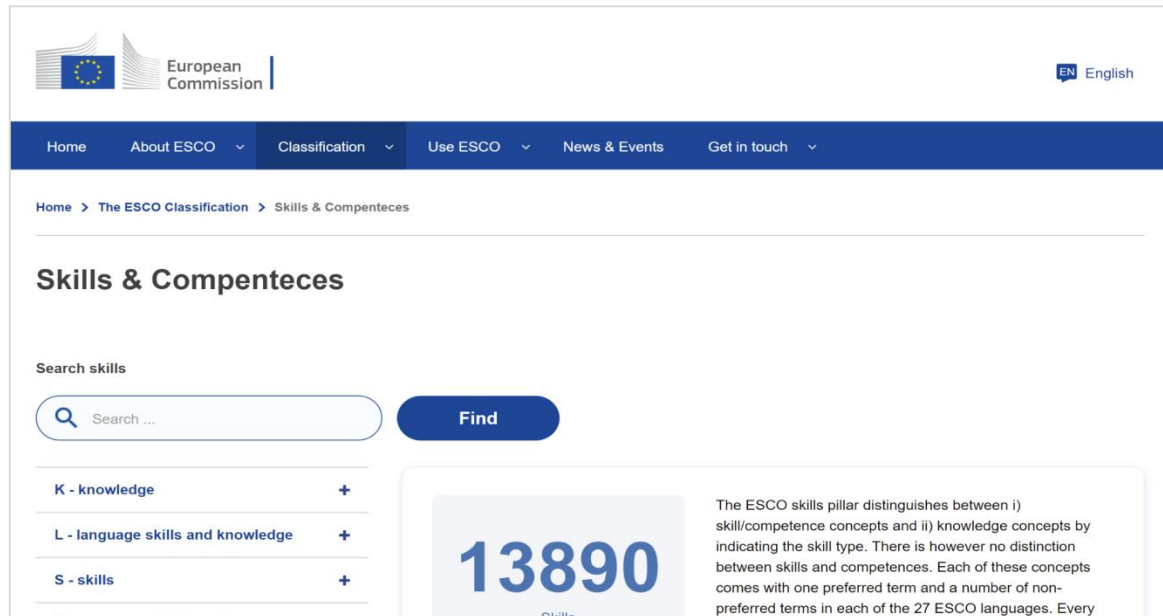 European
Commission
EN English
Home About ESCO Classification Use ESCO News & Events Get in touch
Home > The ESCO Classification > Skills & Compenteces
Skills & Compenteces
Search skills
Search ...
Find
K - knowledge +
L - language skills and knowledge +
S - skills +
13890
Skills
The ESCO skills pillar distinguishes between i)
skill/competence concepts and ii) knowledge concepts by
indicating the skill type. There is however no distinction
between skills and competences. Each of these concepts
comes with one preferred term and a number of non-
preferred terms in each of the 27 ESCO languages. Every